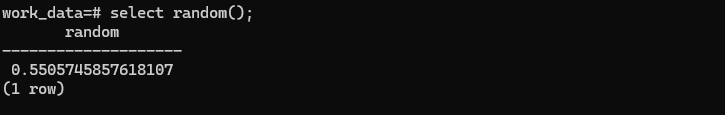 work_data=# select random();
random
--------------------
0.5505745857618107
(1 row)